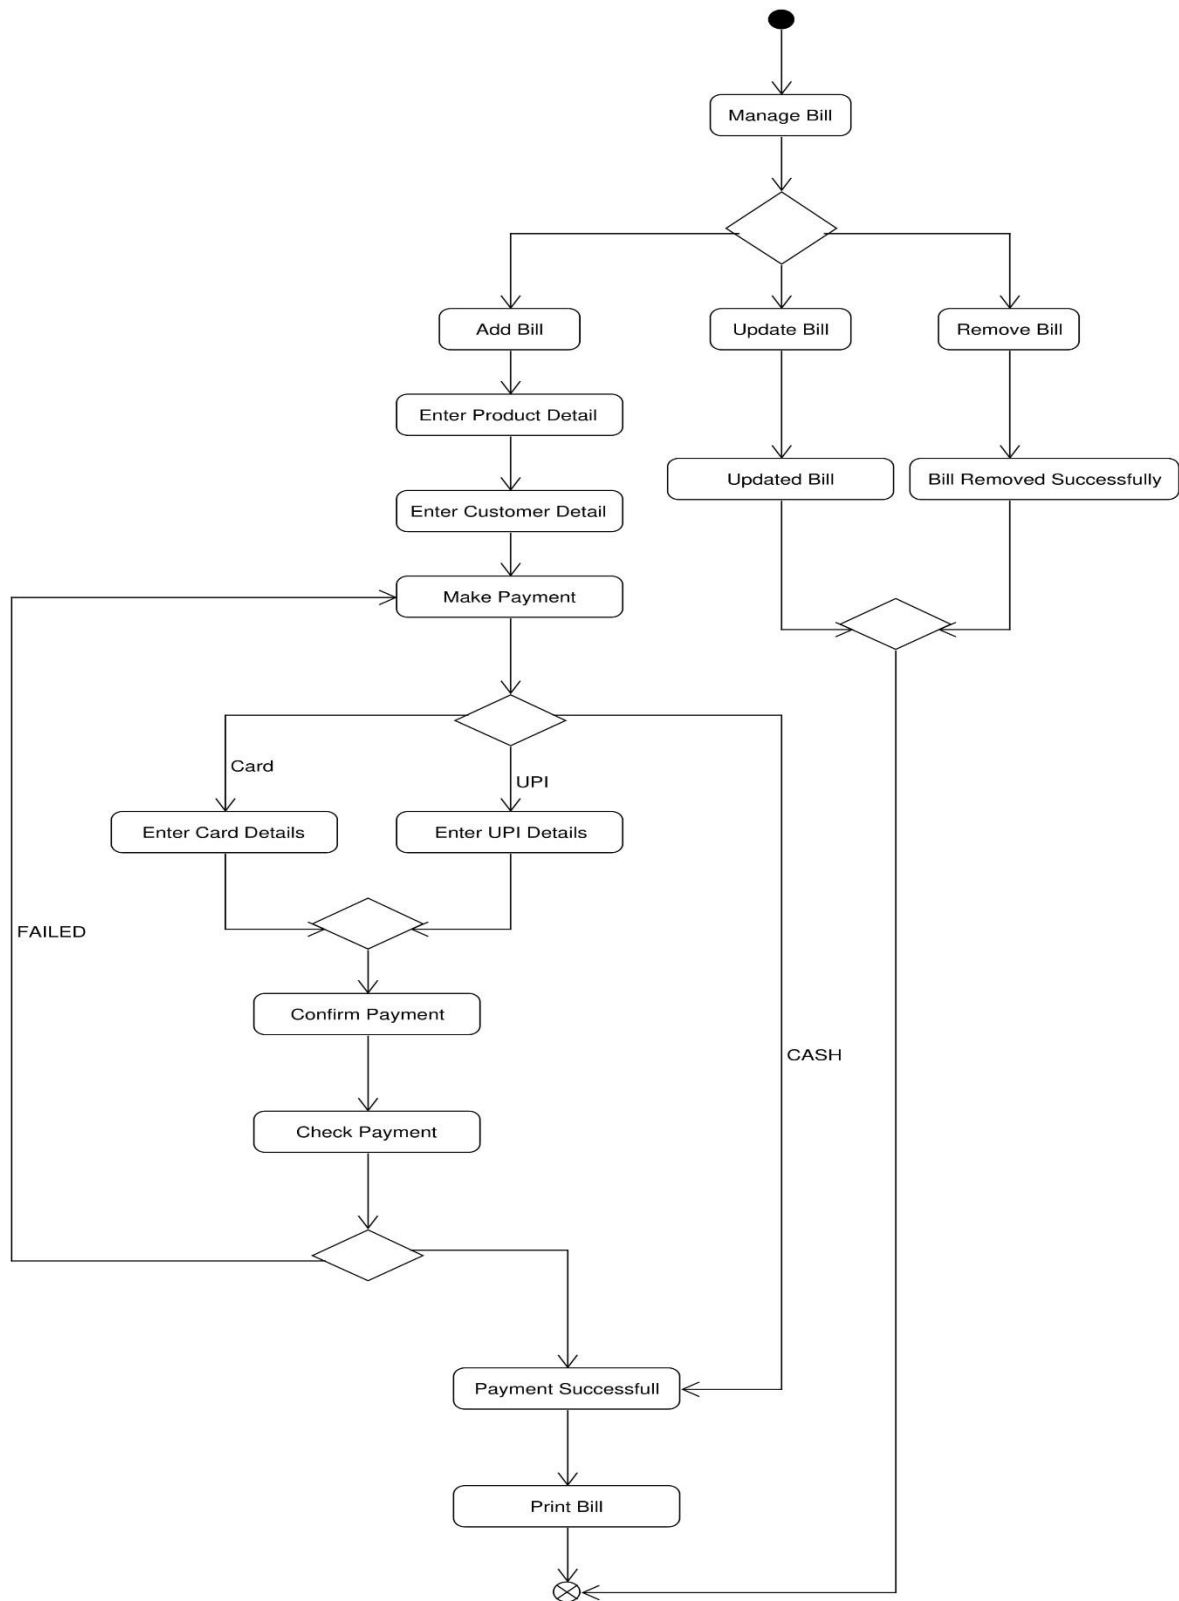 Manage Bill
Add Bill
Update Bill
Remove Bill
Enter Product Detail
Updated Bill
Bill Removed Successfully
Enter Customer Detail
Make Payment
Card
UPI
Enter Card Details
Enter UPI Details
FAILED
Confirm Payment
CASH
Check Payment
Payment Successfull
Print Bill